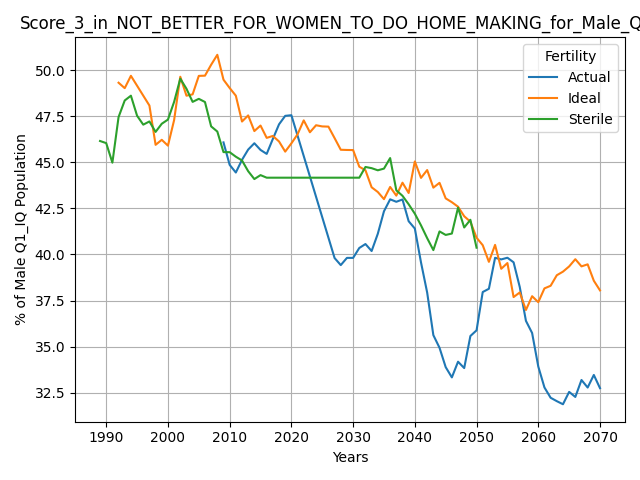 Score_3_in_NOT_BETTER_FOR_WOMEN_TO_DO_HOME_MAKING_for_Male_Q
Fertility
Actual
Ideal
Sterile
% of Male Q1_IQ Population
50.0
47.5
45.0
42.5
40.0
37.5
35.0
32.5
1990 2000 2010 2020 2030 2040 2050 2060 2070
Years